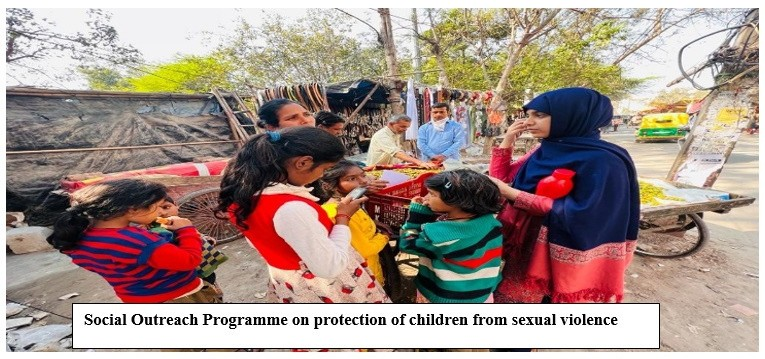 Social Outreach Programme on protection of children from sexual violence